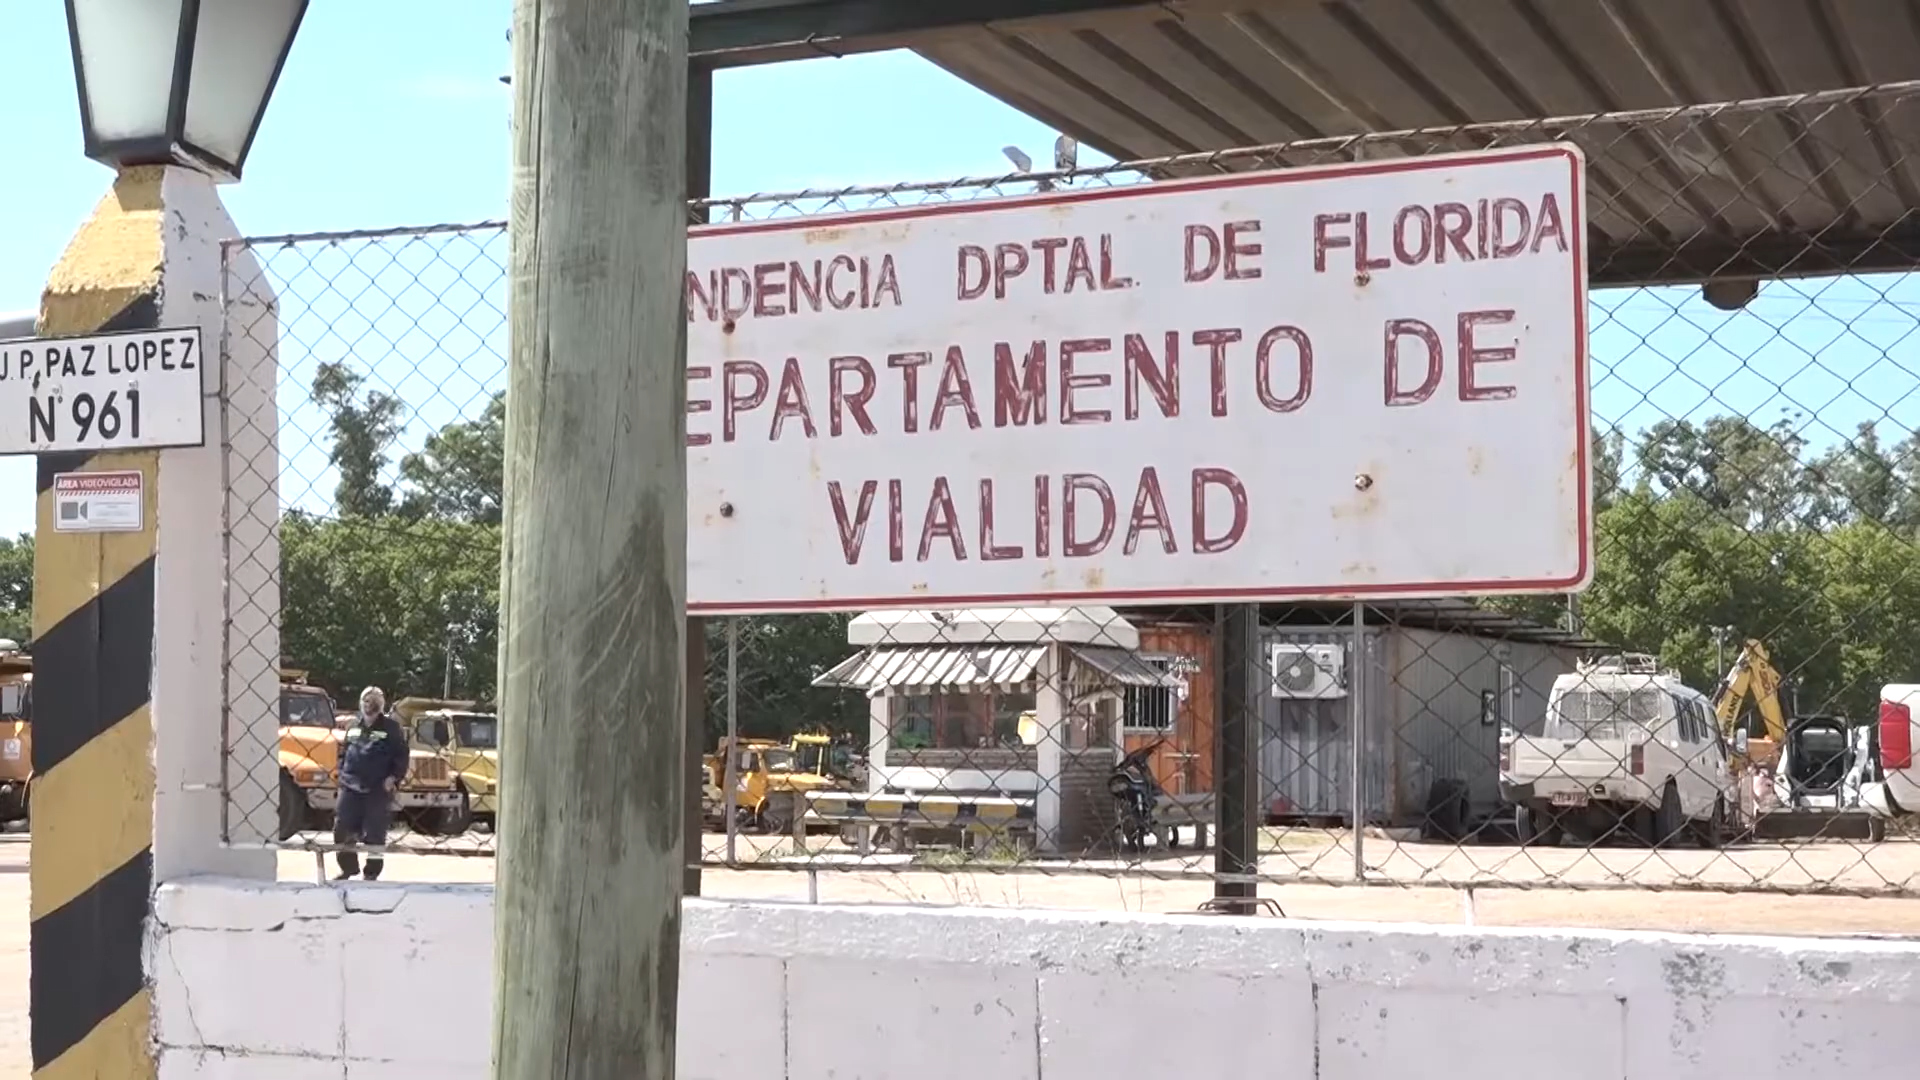 J.P. PAZ LOPEZ
N° 961
ÁREA VIDEOVIGILADA
NDENCIA DPTAL. DE FLORIDA
EPARTAMENTO DE
VIALIDAD